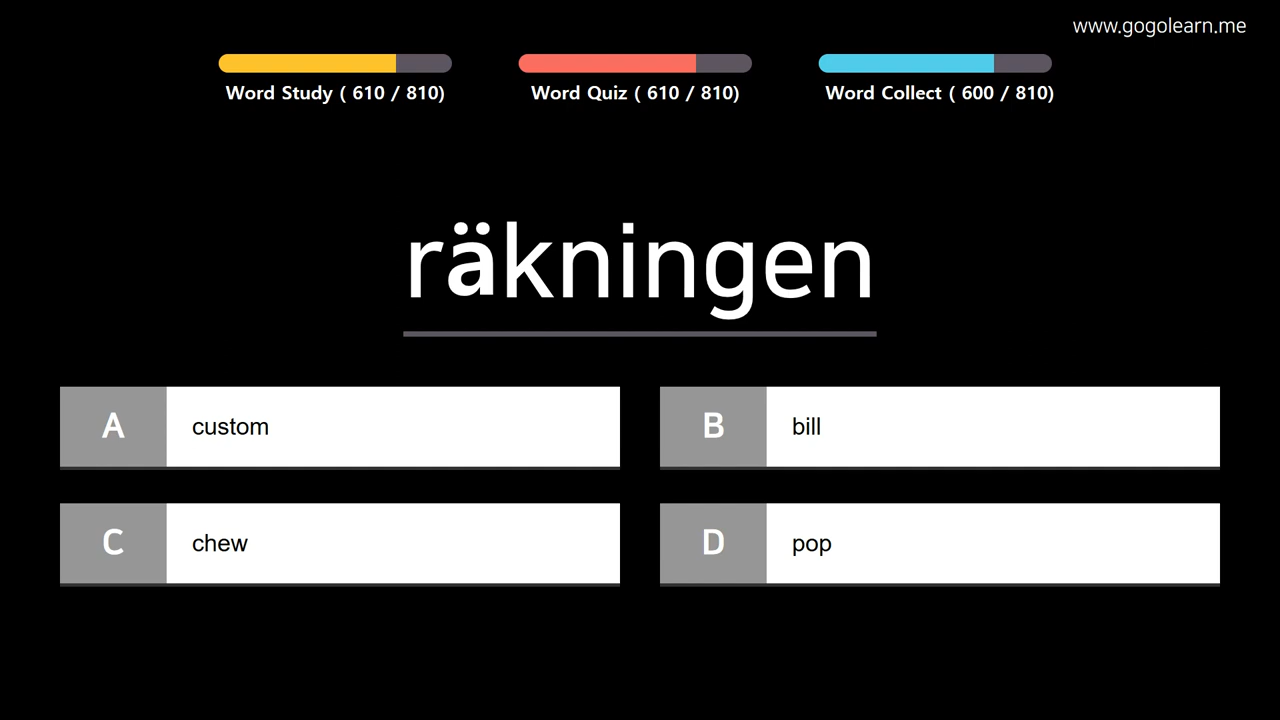 www.gogolearn.me
Word Study ( 610 / 810)
Word Quiz ( 610 / 810)
Word Collect ( 600 / 810)
räkningen
A custom
B bill
C chew
D pop